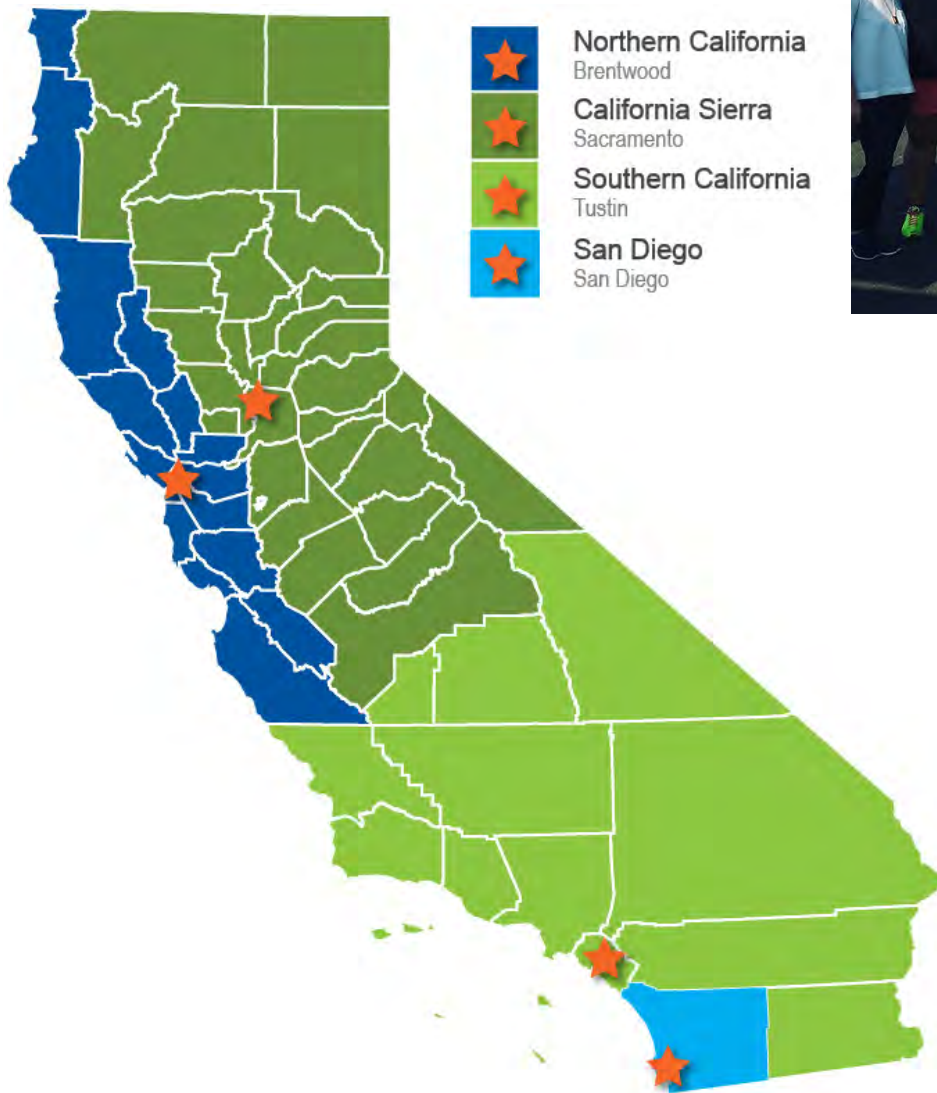 Northern California
Brentwood
California Sierra
Sacramento
Southern California
Tustin
San Diego
San Diego